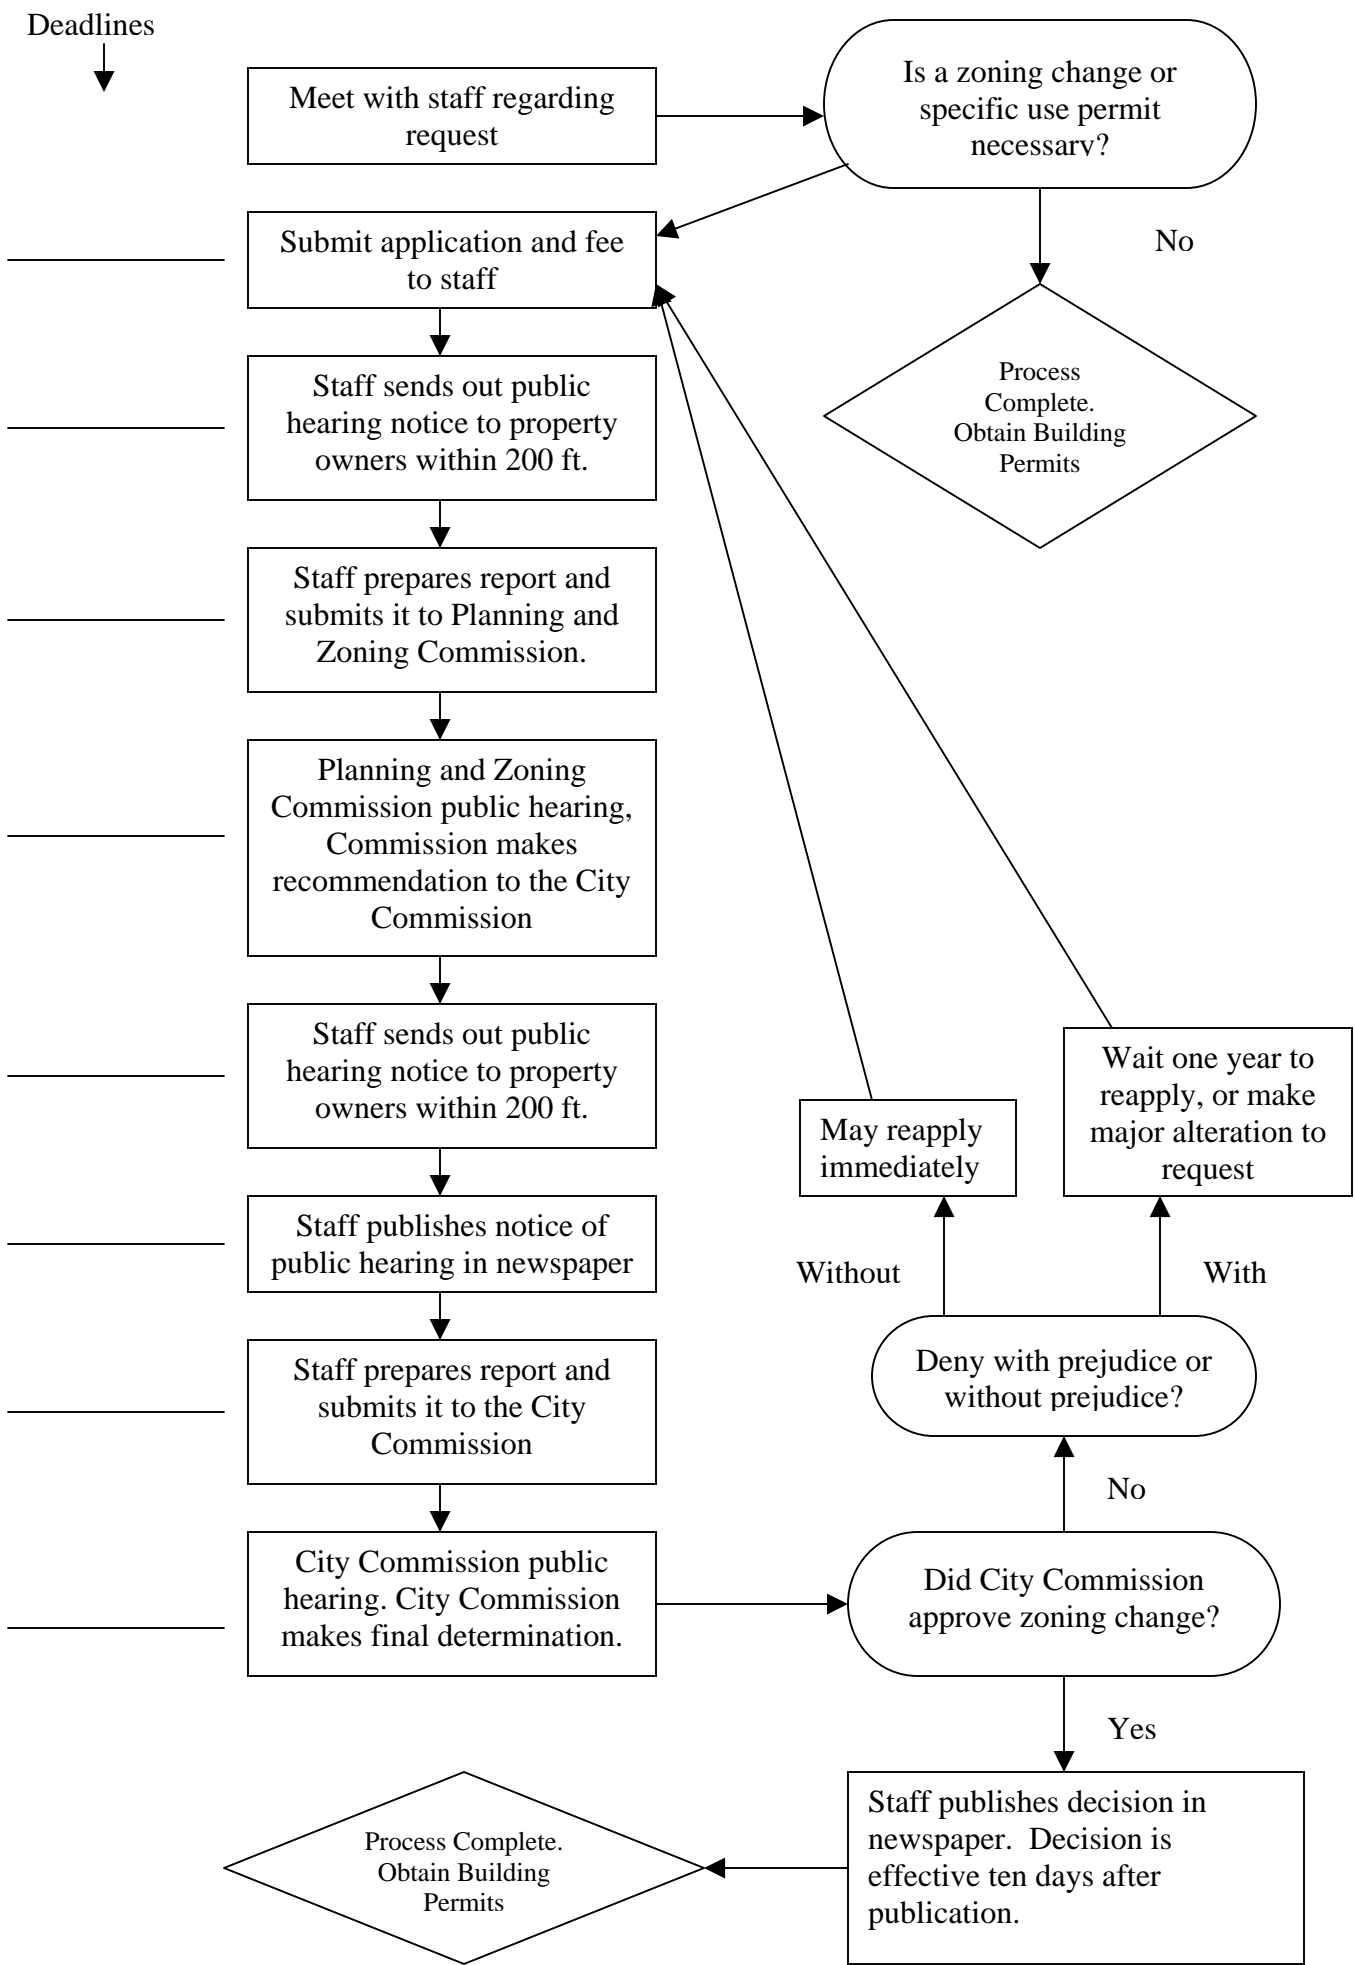 Deadlines
Meet with staff regarding
request
Is a zoning change or
specific use permit
necessary?
Submit application and fee
to staff
No
Process
Complete.
Obtain Building
Permits
Staff sends out public
hearing notice to property
owners within 200 ft.
Staff prepares report and
submits it to Planning and
Zoning Commission.
Planning and Zoning
Commission public hearing,
Commission makes
recommendation to the City
Commission
Staff sends out public
hearing notice to property
owners within 200 ft.
May reapply
immediately
Wait one year to
reapply, or make
major alteration to
request
Staff publishes notice of
public hearing in newspaper
Without
With
Staff prepares report and
submits it to the City
Commission
Deny with prejudice or
without prejudice?
No
City Commission public
hearing. City Commission
makes final determination.
Did City Commission
approve zoning change?
Yes
Staff publishes decision in
newspaper.  Decision is
effective ten days after
publication.
Process Complete.
Obtain Building
Permits